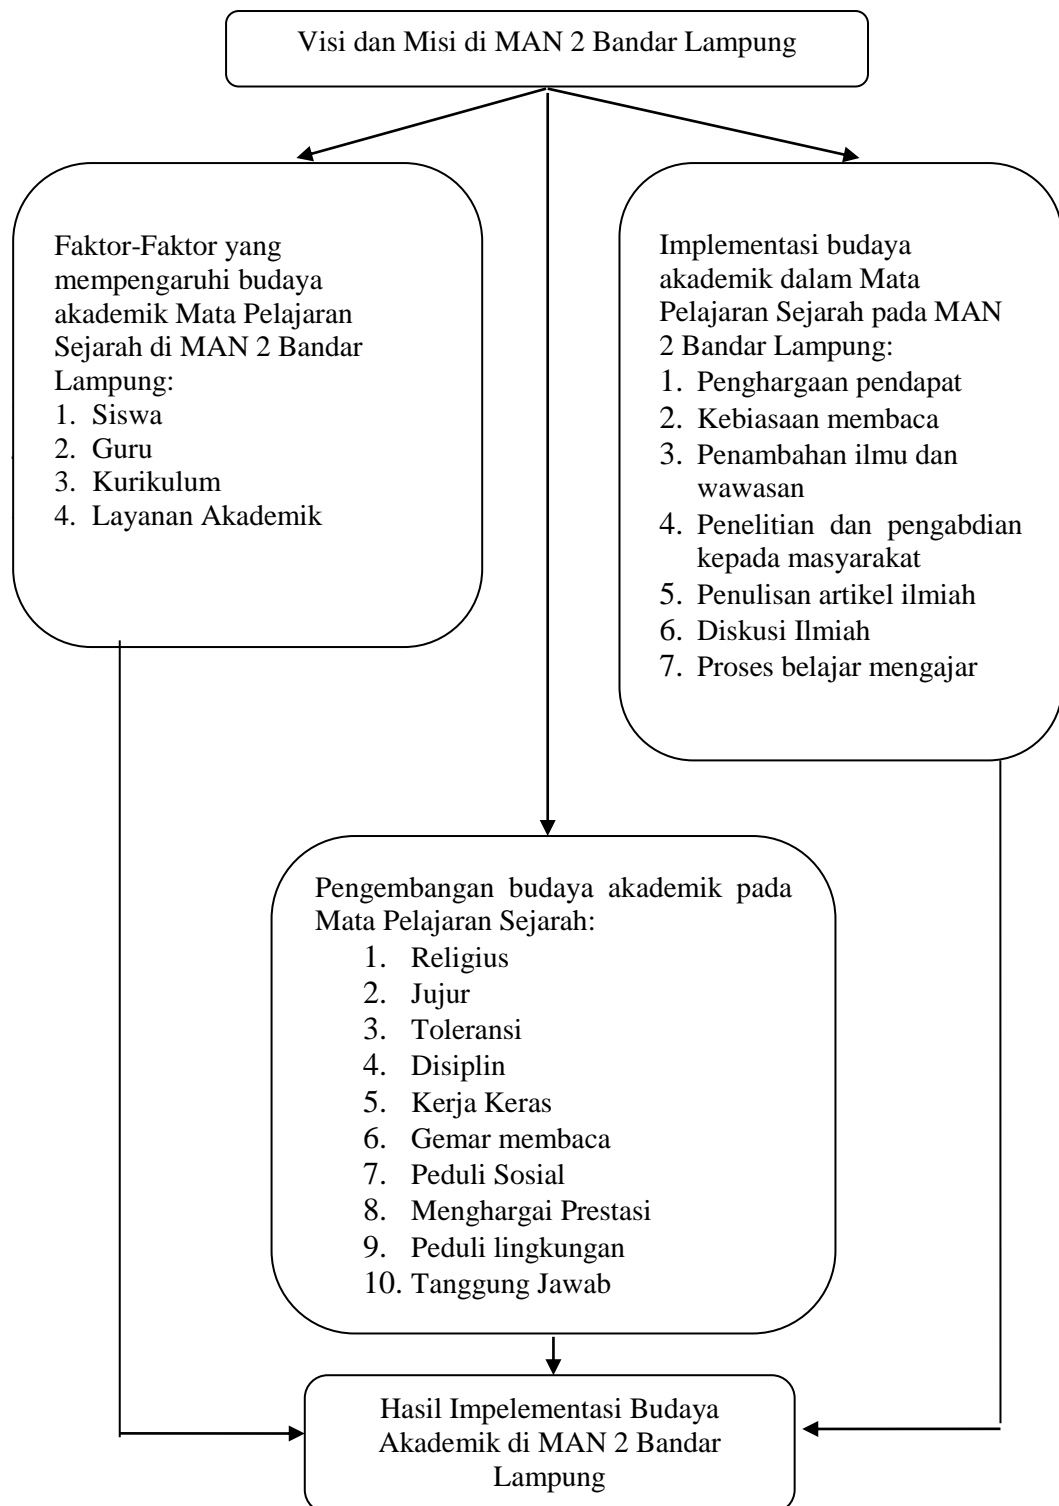 Visi dan Misi di MAN 2 Bandar Lampung
Faktor-Faktor yang
mempengaruhi budaya
akademik Mata Pelajaran
Sejarah di MAN 2 Bandar
Lampung:
1. Siswa
2. Guru
3. Kurikulum
4. Layanan Akademik
Implementasi budaya
akademik dalam Mata
Pelajaran Sejarah pada MAN
2 Bandar Lampung:
1. Penghargaan pendapat
2. Kebiasaan membaca
3. Penambahan ilmu dan
wawasan
4. Penelitian dan pengabdian
kepada masyarakat
5. Penulisan artikel ilmiah
6. Diskusi Ilmiah
7. Proses belajar mengajar
Pengembangan budaya akademik pada
Mata Pelajaran Sejarah:
1. Religius
2. Jujur
3. Toleransi
4. Disiplin
5. Kerja Keras
6. Gemar membaca
7. Peduli Sosial
8. Menghargai Prestasi
9. Peduli lingkungan
10. Tanggung Jawab
Hasil Impelementasi Budaya
Akademik di MAN 2 Bandar
Lampung